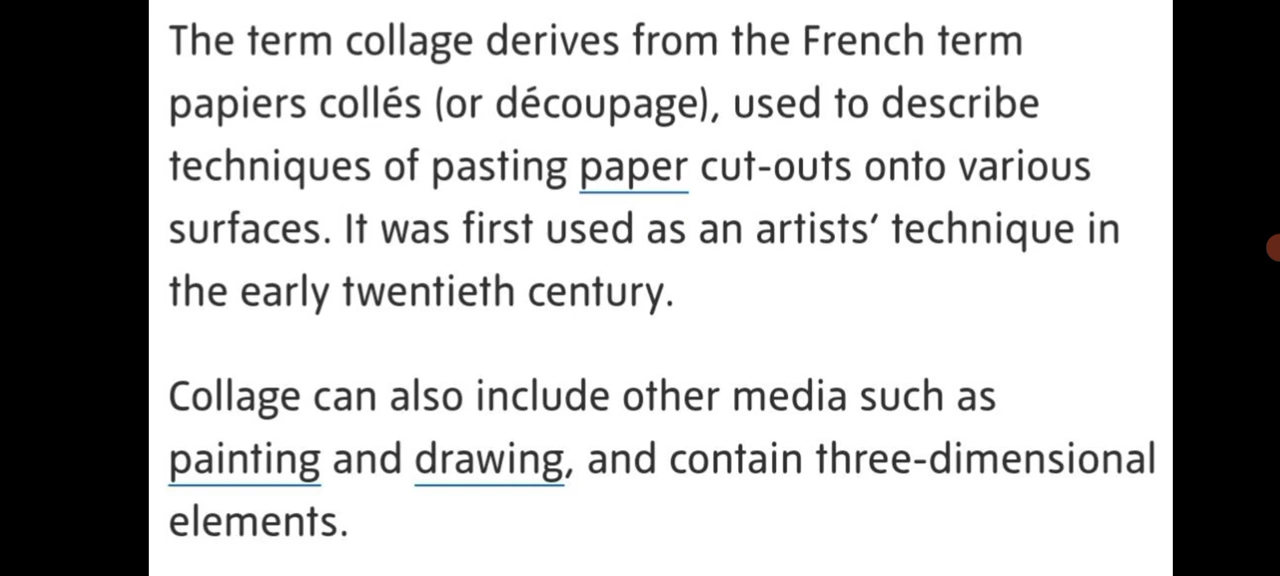 The term collage derives from the French term
papiers collés (or découpage), used to describe
techniques of pasting paper cut-outs onto various
surfaces. It was first used as an artists’ technique in
the early twentieth century.
Collage can also include other media such as
painting and drawing, and contain three-dimensional
elements.